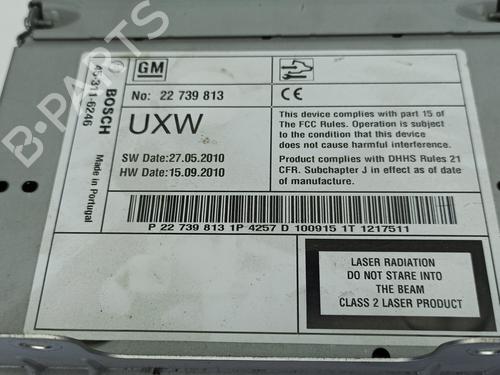 B-PARTS
A5-311-6246
BOSCH
Made in Portugal
GM
No: 22 739 813
CE
UXW
SW Date:27.05.2010
HW Date:15.09.2010
This device complies with part 15 of
The FCC Rules. Operation is subject
to the condition that this device
does not cause harmful interference.
Product complies with DHHS Rules 21
CFR. Subchapter J in effect as of date
of manufacture.
P 22 739 813 1P 4257 D 100915 1T 1217511
LASER RADIATION
DO NOT STARE INTO
THE BEAM
CLASS 2 LASER PRODUCT